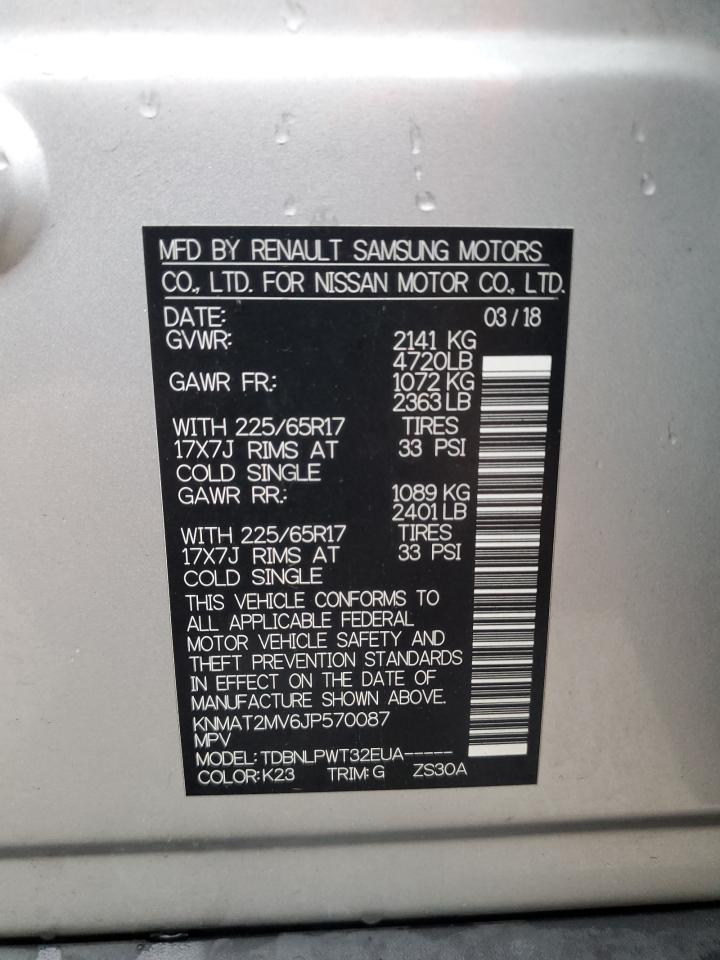 MFD BY RENAULT SAMSUNG MOTORS
CO., LTD. FOR NISSAN MOTOR CO., LTD.
DATE: 03 / 18
GVWR: 2141 KG
4720LB
GAWR FR.: 1072 KG
2363 LB
WITH 225/65R17 TIRES
17X7J RIMS AT 33 PSI
COLD SINGLE
GAWR RR.: 1089 KG
2401 LB
WITH 225/65R17 TIRES
17X7J RIMS AT 33 PSI
COLD SINGLE
THIS VEHICLE CONFORMS TO
ALL APPLICABLE FEDERAL
MOTOR VEHICLE SAFETY AND
THEFT PREVENTION STANDARDS
IN EFFECT ON THE DATE OF
MANUFACTURE SHOWN ABOVE.
KNMAT2MV6JP570087
MPV
MODEL: TDBNLPWT32EUA-----
COLOR: K23 TRIM: G ZS30A